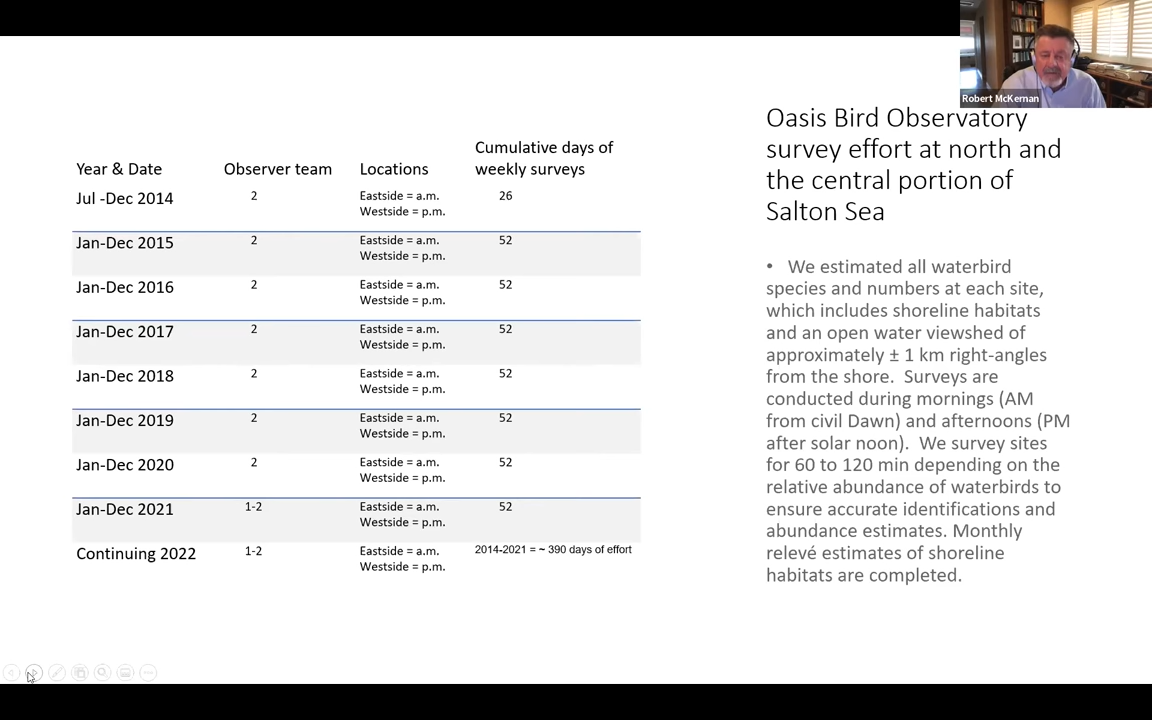 Robert McKernan
Oasis Bird Observatory
survey effort at north and
the central portion of
Salton Sea
Year & Date Observer team Locations Cumulative days of
weekly surveys
Jul -Dec 2014 2 Eastside = a.m. 26
Westside = p.m.
Jan-Dec 2015 2 Eastside = a.m. 52
Westside = p.m.
Jan-Dec 2016 2 Eastside = a.m. 52
Westside = p.m.
Jan-Dec 2017 2 Eastside = a.m. 52
Westside = p.m.
Jan-Dec 2018 2 Eastside = a.m. 52
Westside = p.m.
Jan-Dec 2019 2 Eastside = a.m. 52
Westside = p.m.
Jan-Dec 2020 2 Eastside = a.m. 52
Westside = p.m.
Jan-Dec 2021 1-2 Eastside = a.m. 52
Westside = p.m.
Continuing 2022 1-2 Eastside = a.m. 2014-2021 = ~ 390 days of effort
Westside = p.m.
• We estimated all waterbird
species and numbers at each site,
which includes shoreline habitats
and an open water viewshed of
approximately ± 1 km right-angles
from the shore. Surveys are
conducted during mornings (AM
from civil Dawn) and afternoons (PM
after solar noon). We survey sites
for 60 to 120 min depending on the
relative abundance of waterbirds to
ensure accurate identifications and
abundance estimates. Monthly
relevé estimates of shoreline
habitats are completed.